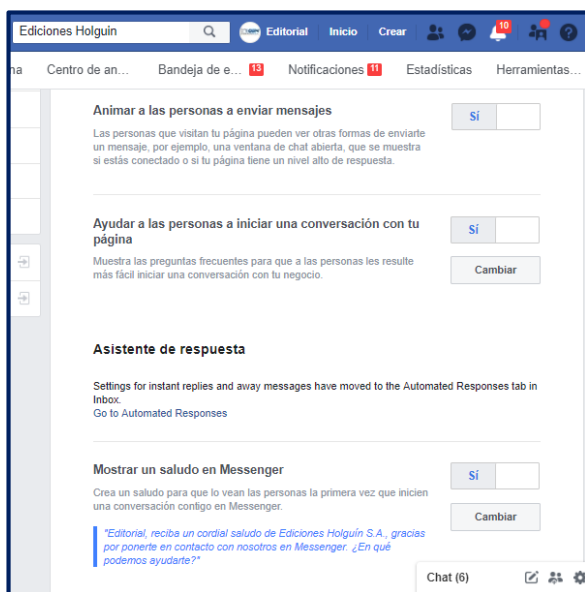 Ediciones Holguin
Editorial Inicio Crear 10
na Centro de an... Bandeja de e... 13 Notificaciones 11 Estadísticas Herramientas...
Animar a las personas a enviar mensajes
Sí
Las personas que visitan tu página pueden ver otras formas de enviarte
un mensaje, por ejemplo, una ventana de chat abierta, que se muestra
si estás conectado o si tu página tiene un nivel alto de respuesta.
Ayudar a las personas a iniciar una conversación con tu
página
Sí
Muestra las preguntas frecuentes para que a las personas les resulte
más fácil iniciar una conversación con tu negocio.
Cambiar
Asistente de respuesta
Settings for instant replies and away messages have moved to the Automated Responses tab in
Inbox.
Go to Automated Responses
Mostrar un saludo en Messenger
Sí
Crea un saludo para que lo vean las personas la primera vez que inicien
una conversación contigo en Messenger.
Cambiar
"Editorial, reciba un cordial saludo de Ediciones Holguín S.A., gracias
por ponerte en contacto con nosotros en Messenger. ¿En qué
podemos ayudarte?"
Chat (6)